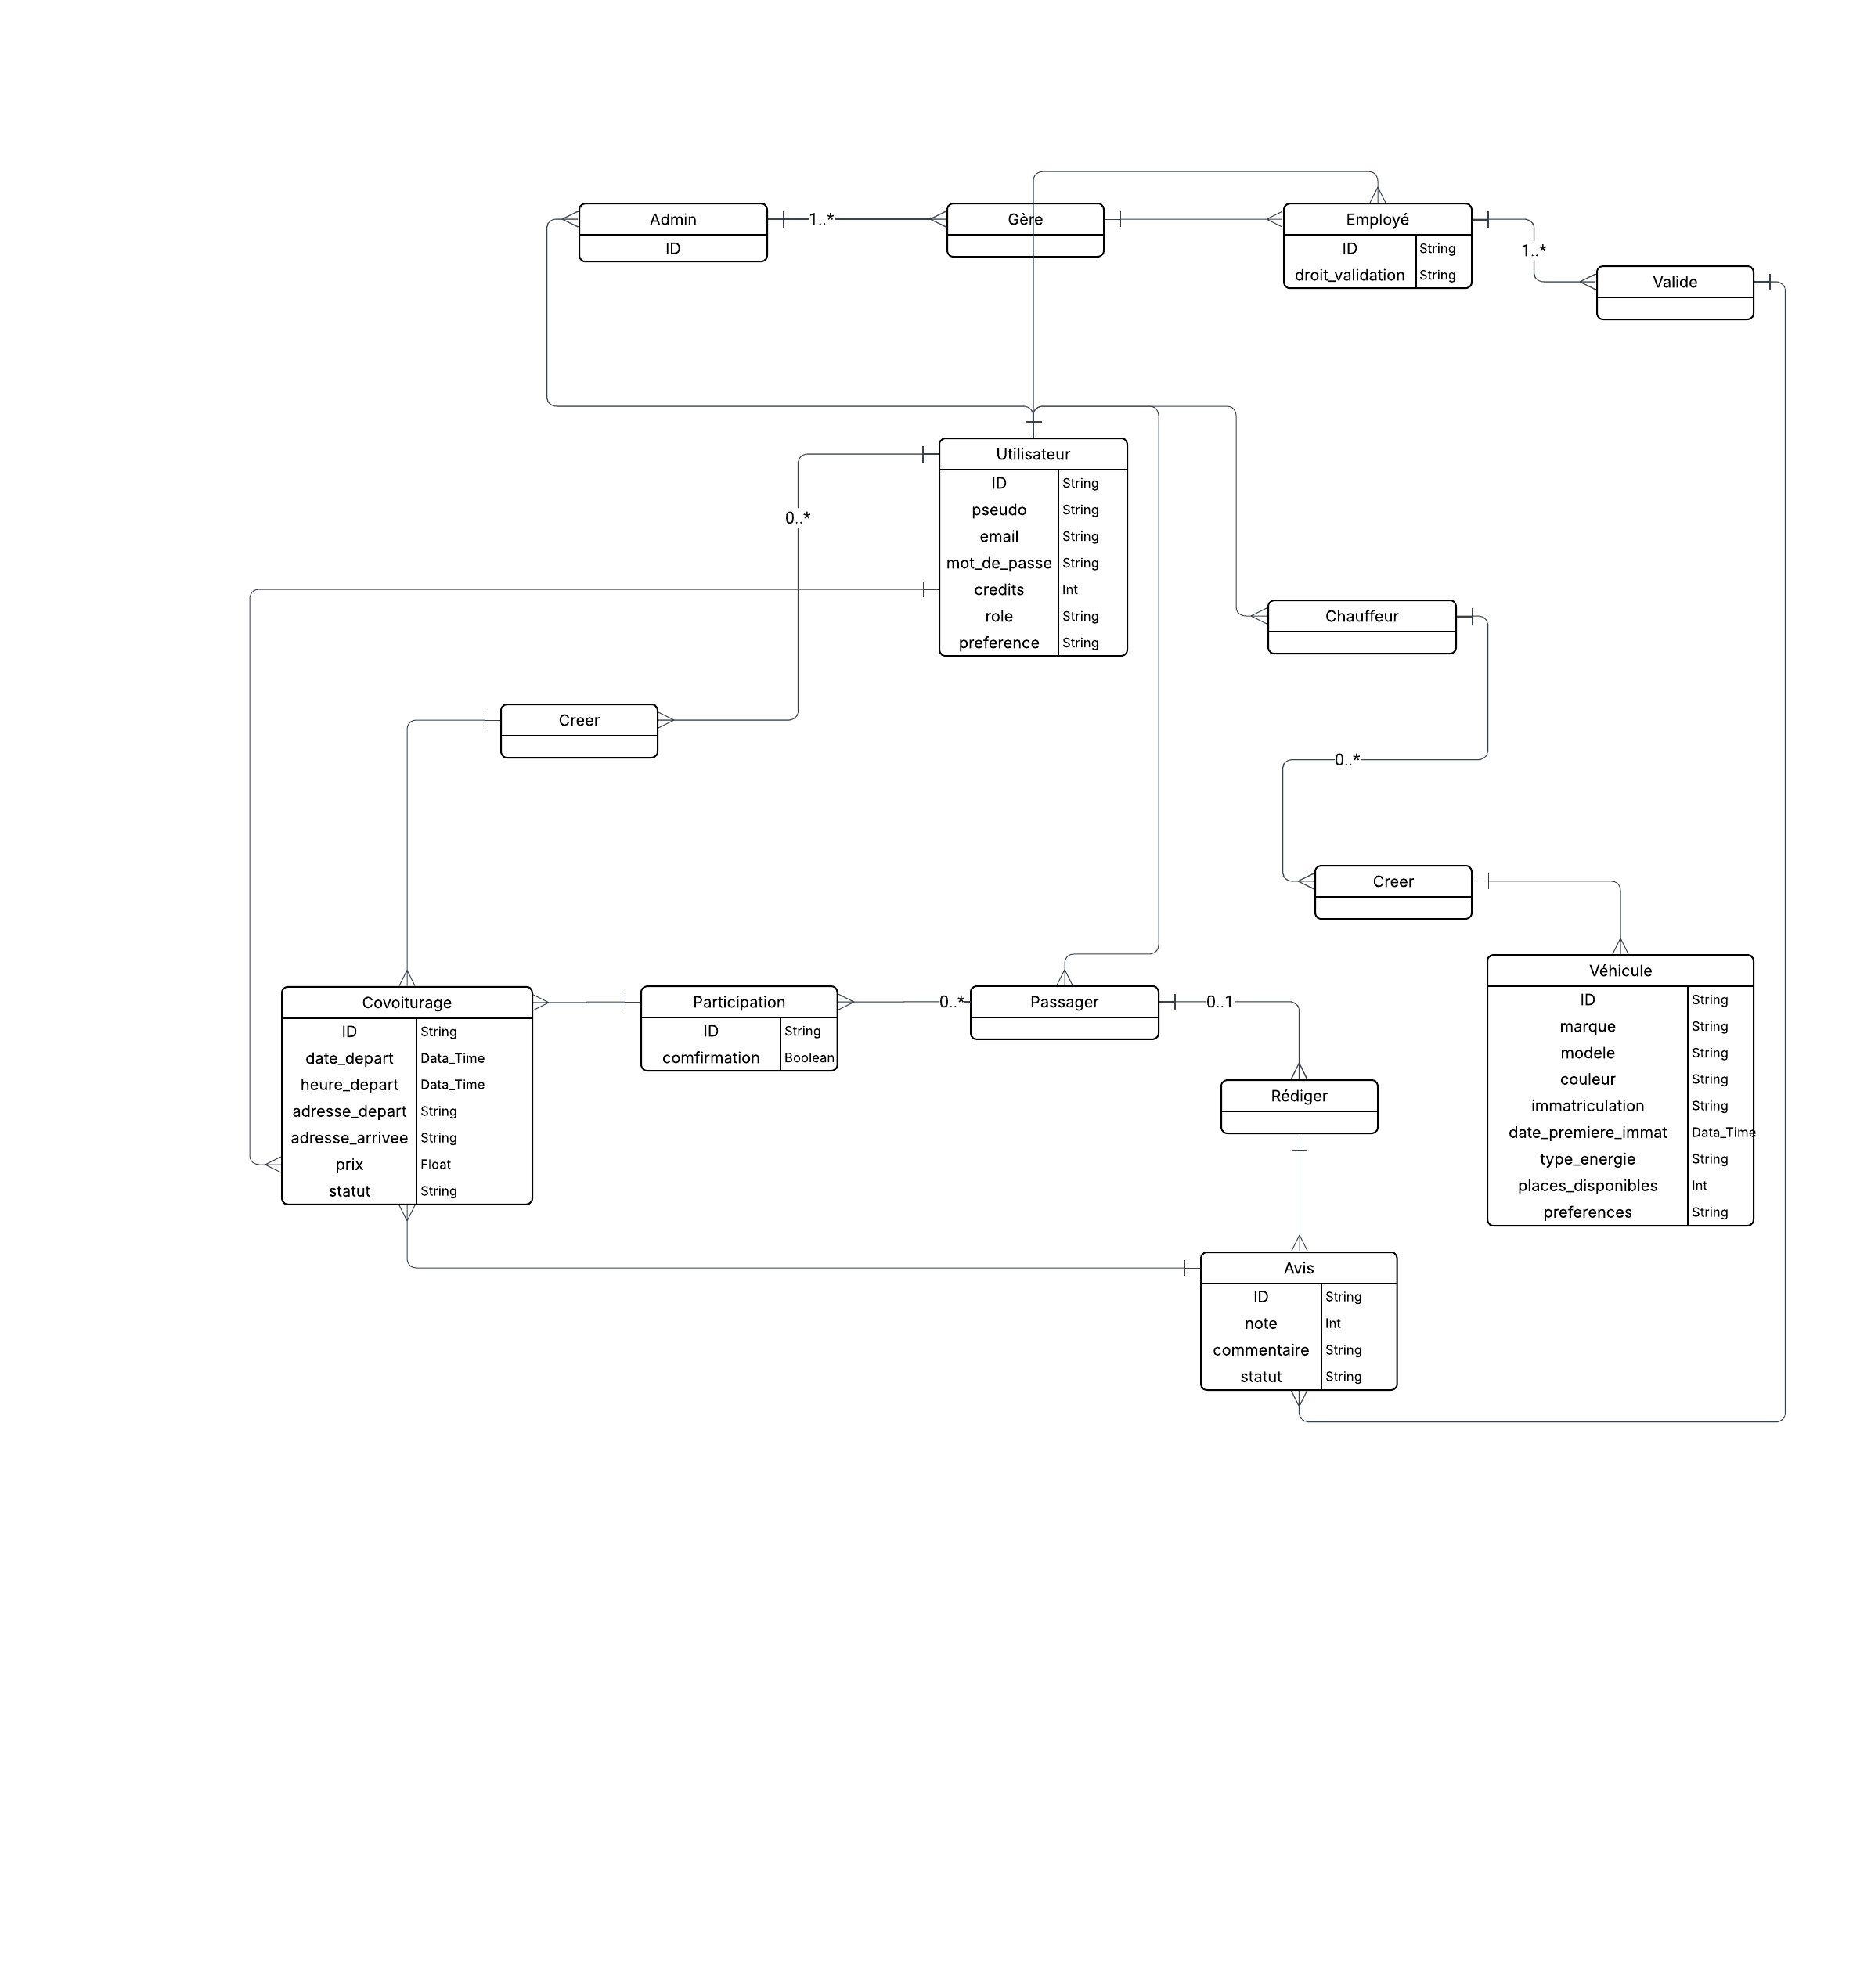 Admin
ID
1..*
Gère
Employé
ID String
droit_validation String
1..*
Valide
Utilisateur
ID String
pseudo String
email String
mot_de_passe String
credits Int
role String
preference String
0..*
Chauffeur
Creer
0..*
Creer
Covoiturage
ID String
date_depart Data_Time
heure_depart Data_Time
adresse_depart String
adresse_arrivee String
prix Float
statut String
Participation
ID String
comfirmation Boolean
0..*
Passager
0..1
Rédiger
Véhicule
ID String
marque String
modele String
couleur String
immatriculation String
date_premiere_immat Data_Time
type_energie String
places_disponibles Int
preferences String
Avis
ID String
note Int
commentaire String
statut String